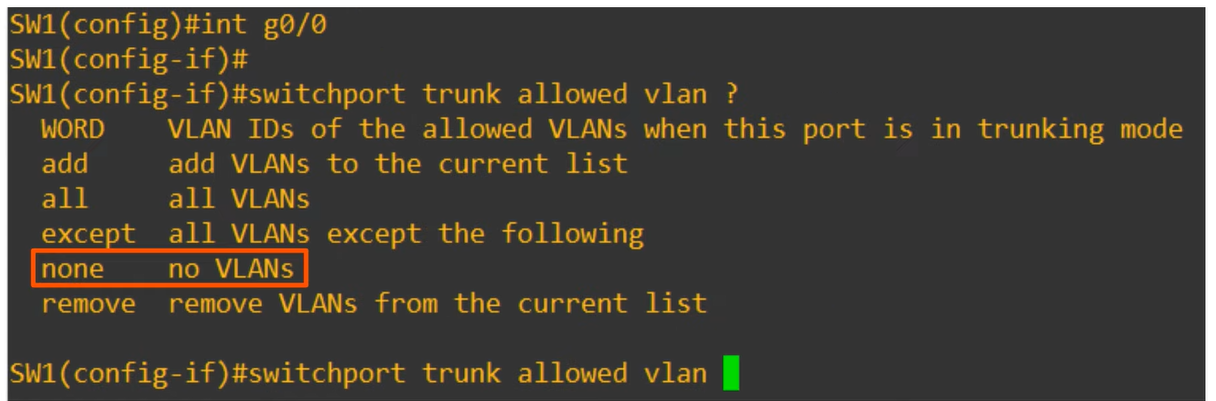 SW1(config)#int g0/0
SW1(config-if)#
SW1(config-if)#switchport trunk allowed vlan ?
  WORD    VLAN IDs of the allowed VLANs when this port is in trunking mode
  add     add VLANs to the current list
  all     all VLANs
  except  all VLANs except the following
  none    no VLANs
  remove  remove VLANs from the current list
SW1(config-if)#switchport trunk allowed vlan